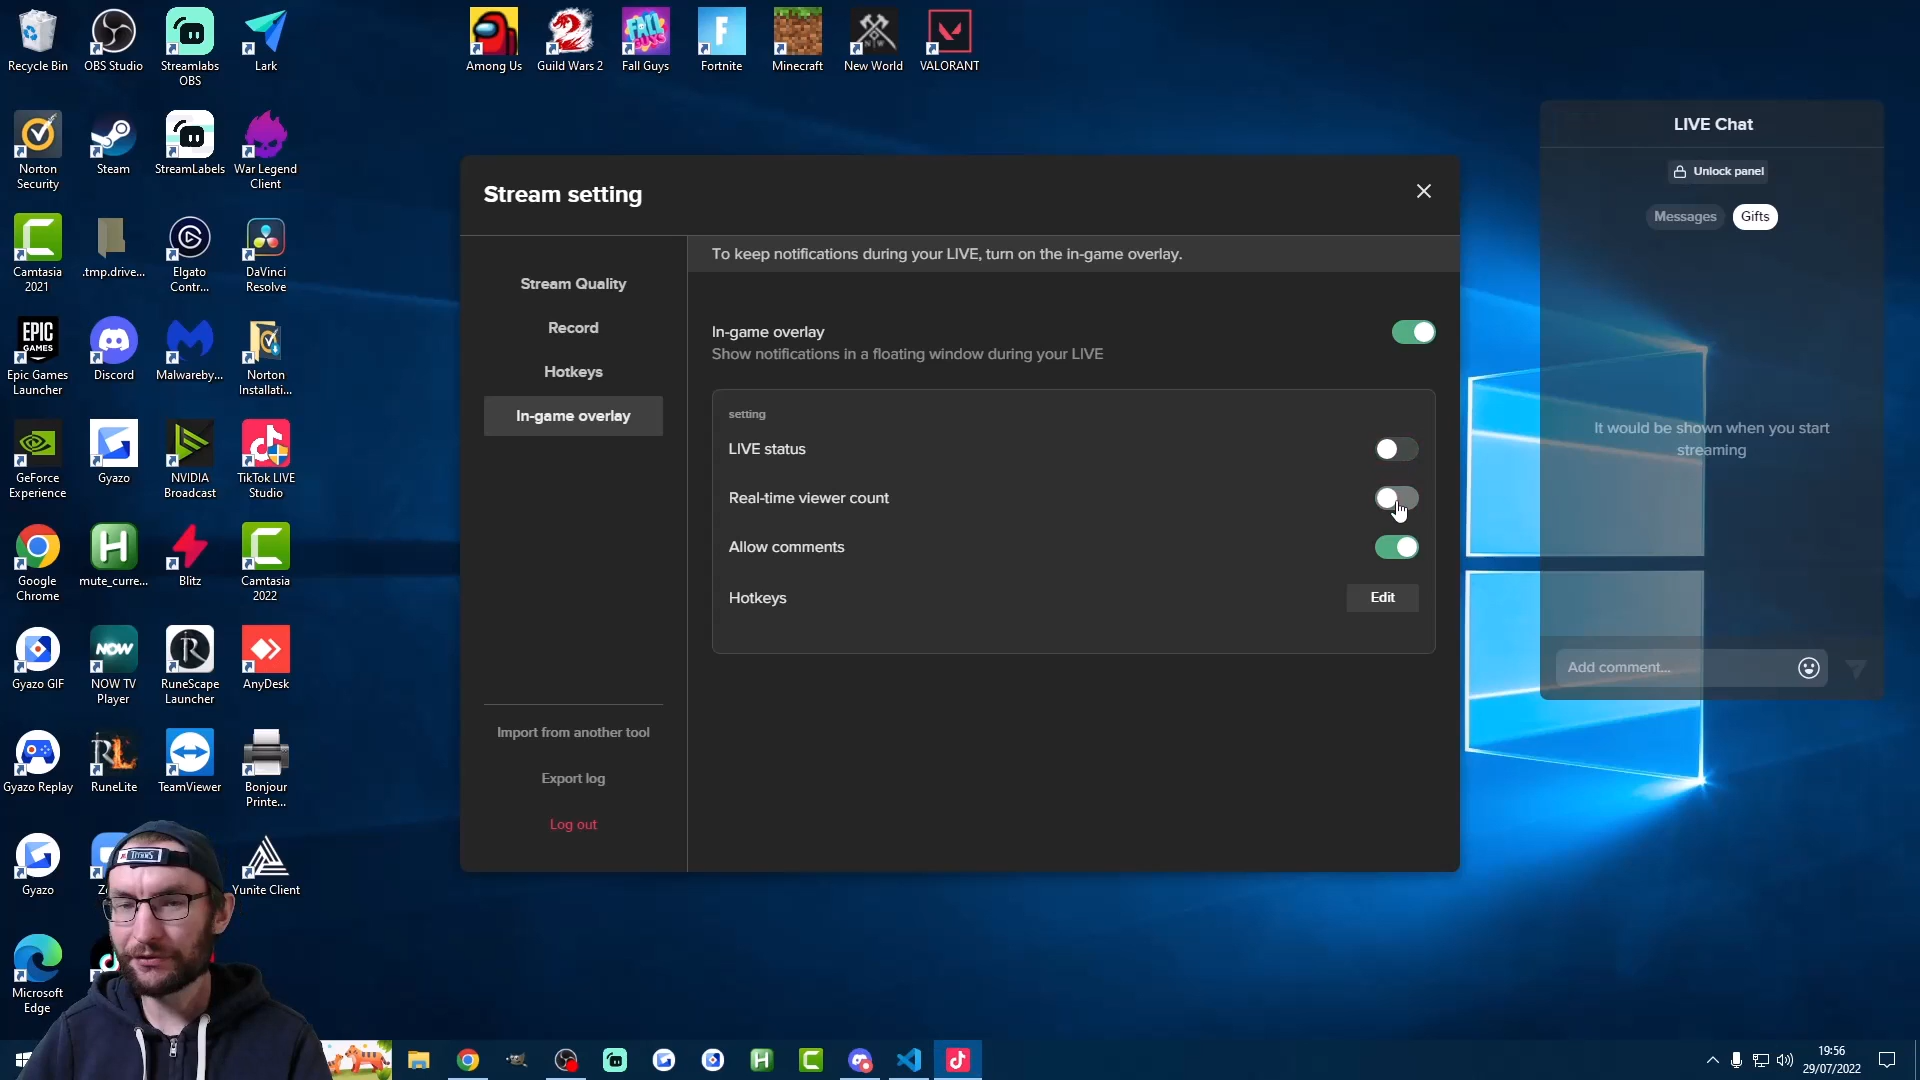 Recycle Bin
OBS Studio
Streamlabs
OBS
Lark
Among Us
Guild Wars 2
Fall Guys
Fortnite
Minecraft
New World
VALORANT
Norton
Security
Steam
StreamLabels
War Legend
Client
Camtasia
2021
.tmp.drive...
Elgato
Contr...
DaVinci
Resolve
EPIC
GAMES
Epic Games
Launcher
Discord
Malwareby...
Norton
Installati...
GeForce
Experience
Gyazo
NVIDIA
Broadcast
TikTok LIVE
Studio
Google
Chrome
mute_curre...
Blitz
Camtasia
2022
Gyazo GIF
NOW
NOW TV
Player
RuneScape
Launcher
AnyDesk
Gyazo Replay
RuneLite
TeamViewer
Bonjour
Printe...
Gyazo
Yunite Client
Microsoft
Edge
TITANS
Stream setting
Stream Quality
Record
Hotkeys
In-game overlay
Import from another tool
Export log
Log out
To keep notifications during your LIVE, turn on the in-game overlay.
In-game overlay
Show notifications in a floating window during your LIVE
setting
LIVE status
Real-time viewer count
Allow comments
Hotkeys
Edit
LIVE Chat
Unlock panel
Messages
Gifts
It would be shown when you start
streaming
Add comment...
19:56
29/07/2022